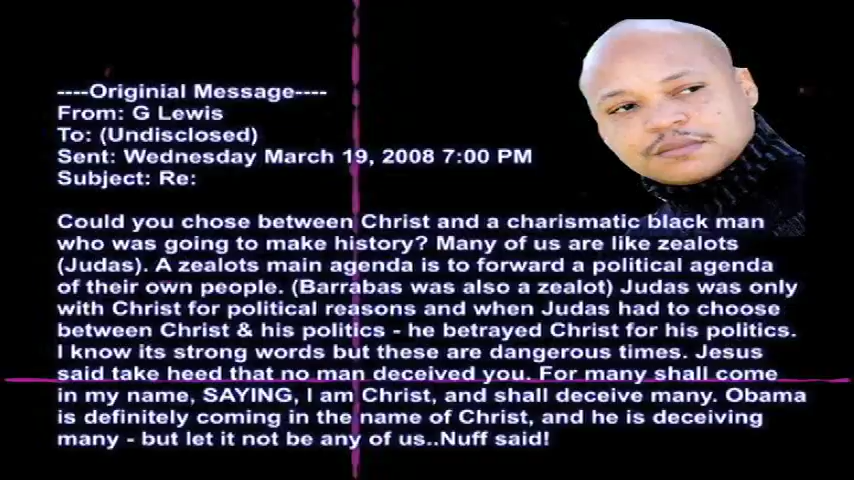 ----Originial Message----
From: G Lewis
To: (Undisclosed)
Sent: Wednesday March 19, 2008 7:00 PM
Subject: Re:
Could you chose between Christ and a charismatic black man
who was going to make history? Many of us are like zealots
(Judas). A zealots main agenda is to forward a political agenda
of their own people. (Barrabas was also a zealot) Judas was only
with Christ for political reasons and when Judas had to choose
between Christ & his politics - he betrayed Christ for his politics.
I know its strong words but these are dangerous times. Jesus
said take heed that no man deceived you. For many shall come
in my name, SAYING, I am Christ, and shall deceive many. Obama
is definitely coming in the name of Christ, and he is deceiving
many - but let it not be any of us..Nuff said!